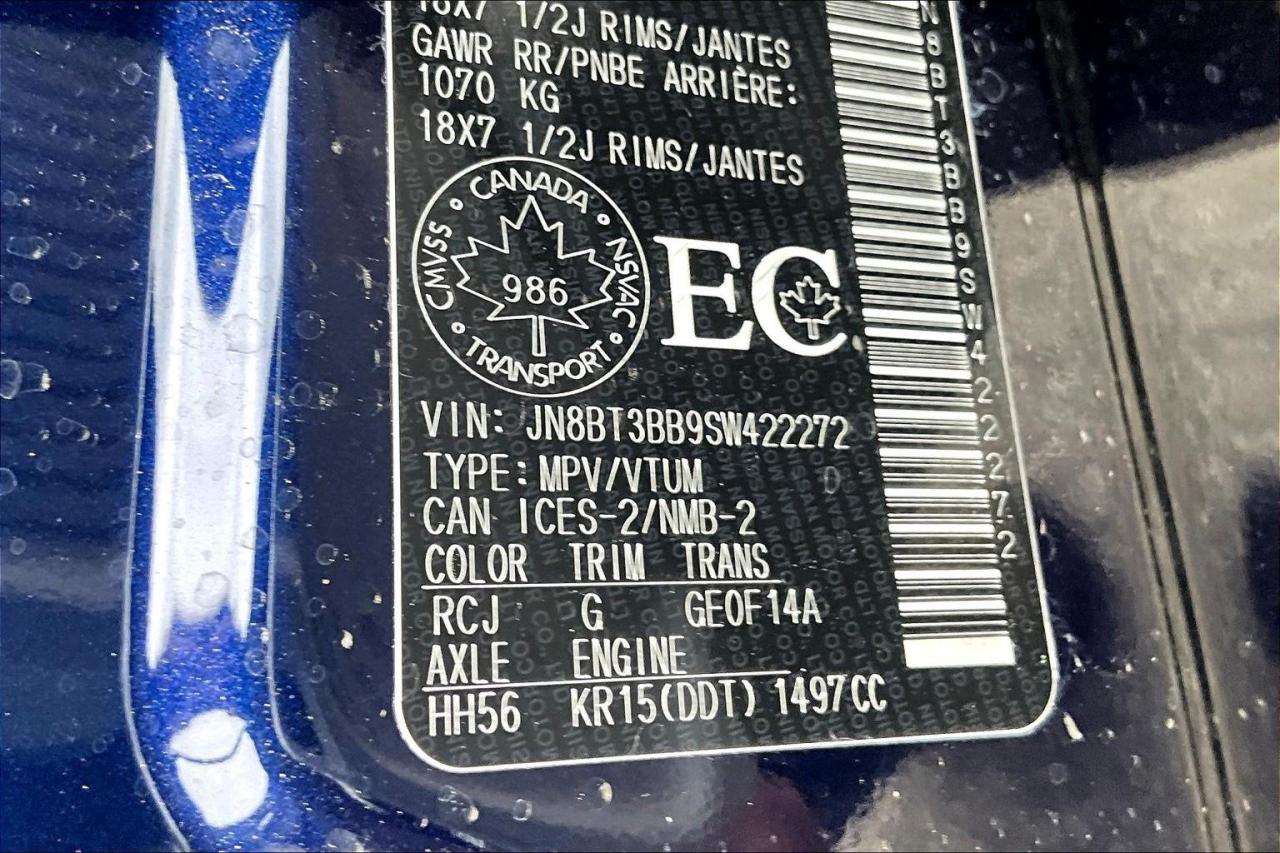 18X7 1/2J RIMS/JANTES
GAWR RR/PNBE ARRIÈRE:
1070 KG
18X7 1/2J RIMS/JANTES
CANADA
CMVSS
NSVAC
986
TRANSPORT
EC
VIN: JN8BT3BB9SW422272
TYPE: MPV/VTUM
CAN ICES-2/NMB-2
COLOR TRIM TRANS
RCJ G GE0F14A
AXLE ENGINE
HH56 KR15(DDT) 1497CC
N8BT3BB9SW422272